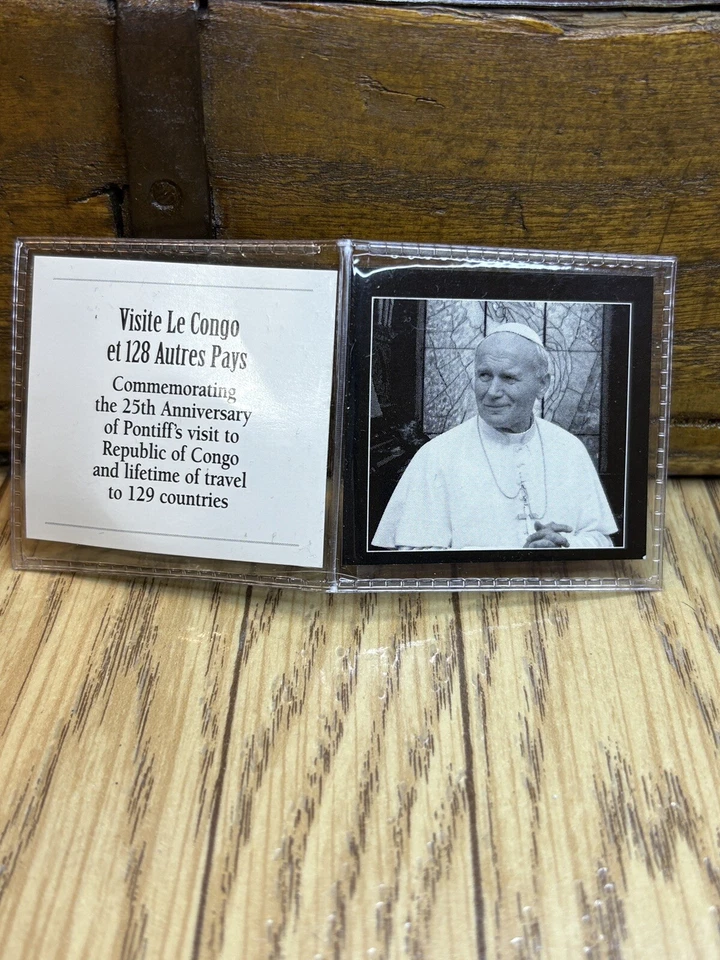 Visite Le Congo
et 128 Autres Pays
Commemorating
the 25th Anniversary
of Pontiff's visit to
Republic of Congo
and lifetime of travel
to 129 countries